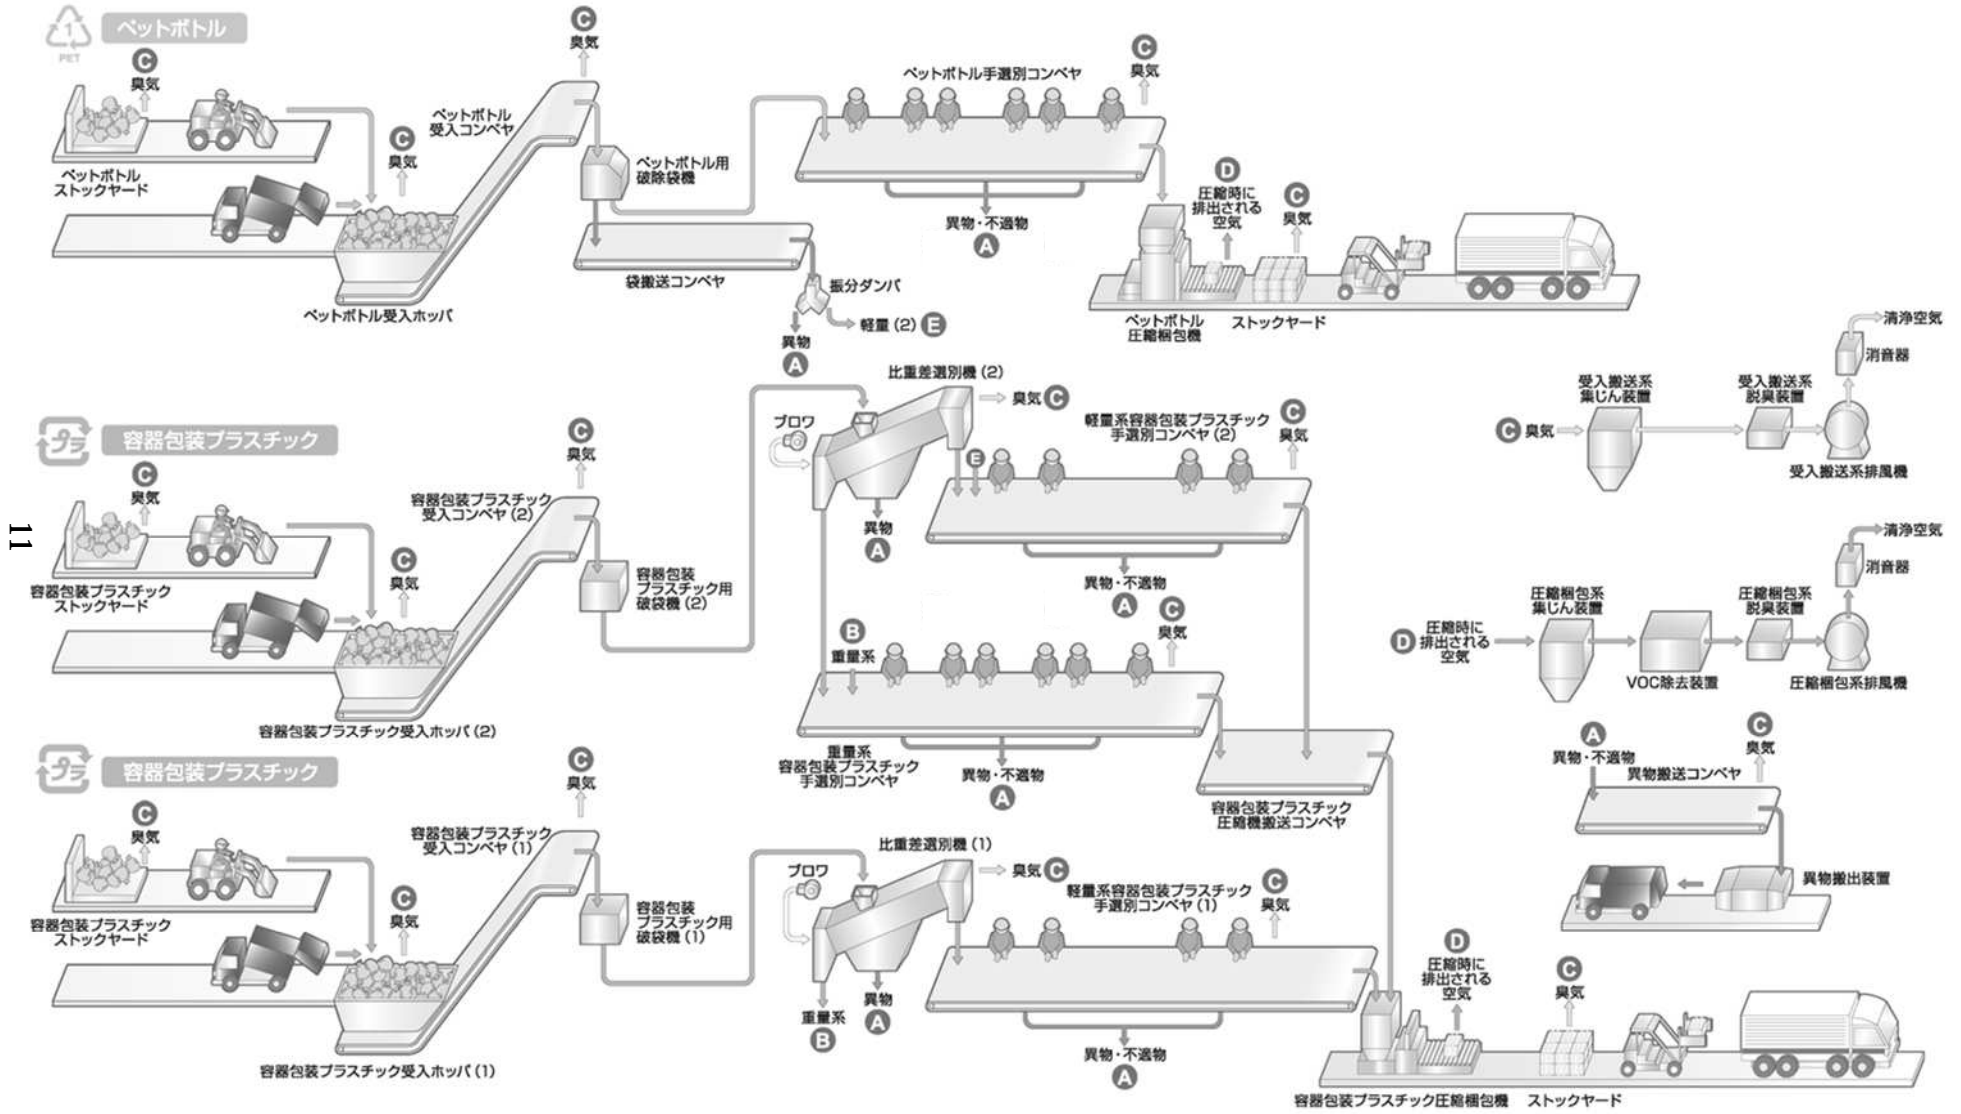 1
PET
ペットボトル
C
臭気
ペットボトル
ストックヤード
C
臭気
ペットボトル
受入コンベヤ
C
臭気
ペットボトル受入ホッパ
ペットボトル用
破除袋機
袋搬送コンベヤ
振分ダンパ
軽量(2) E
異物
A
ペットボトル手選別コンベヤ
C
臭気
異物・不適物
A
D
圧縮時に
排出される
空気
C
臭気
ペットボトル
圧縮梱包機
ストックヤード
プラ
容器包装プラスチック
C
臭気
容器包装プラスチック
ストックヤード
C
臭気
容器包装プラスチック
受入コンベヤ(2)
C
臭気
容器包装プラスチック受入ホッパ(2)
容器包装
プラスチック用
破袋機(2)
比重差選別機(2)
ブロワ
臭気 C
異物
A
E
軽量系容器包装プラスチック
手選別コンベヤ(2)
C
臭気
異物・不適物
A
B
重量系
C
臭気
重量系
容器包装プラスチック
手選別コンベヤ
異物・不適物
A
容器包装プラスチック
圧縮機搬送コンベヤ
プラ
容器包装プラスチック
C
臭気
容器包装プラスチック
ストックヤード
C
臭気
容器包装プラスチック
受入コンベヤ(1)
C
臭気
容器包装プラスチック受入ホッパ(1)
容器包装
プラスチック用
破袋機(1)
比重差選別機(1)
ブロワ
臭気 C
重量系
B
異物
A
軽量系容器包装プラスチック
手選別コンベヤ(1)
C
臭気
異物・不適物
A
D
圧縮時に
排出される
空気
C
臭気
容器包装プラスチック圧縮梱包機
ストックヤード
C 臭気
受入搬送系
集じん装置
受入搬送系
脱臭装置
清浄空気
消音器
受入搬送系排風機
D 圧縮時に
排出される
空気
圧縮梱包系
集じん装置
VOC除去装置
圧縮梱包系
脱臭装置
清浄空気
消音器
圧縮梱包系排風機
A
異物・不適物
C
臭気
異物搬送コンベヤ
異物搬出装置
11